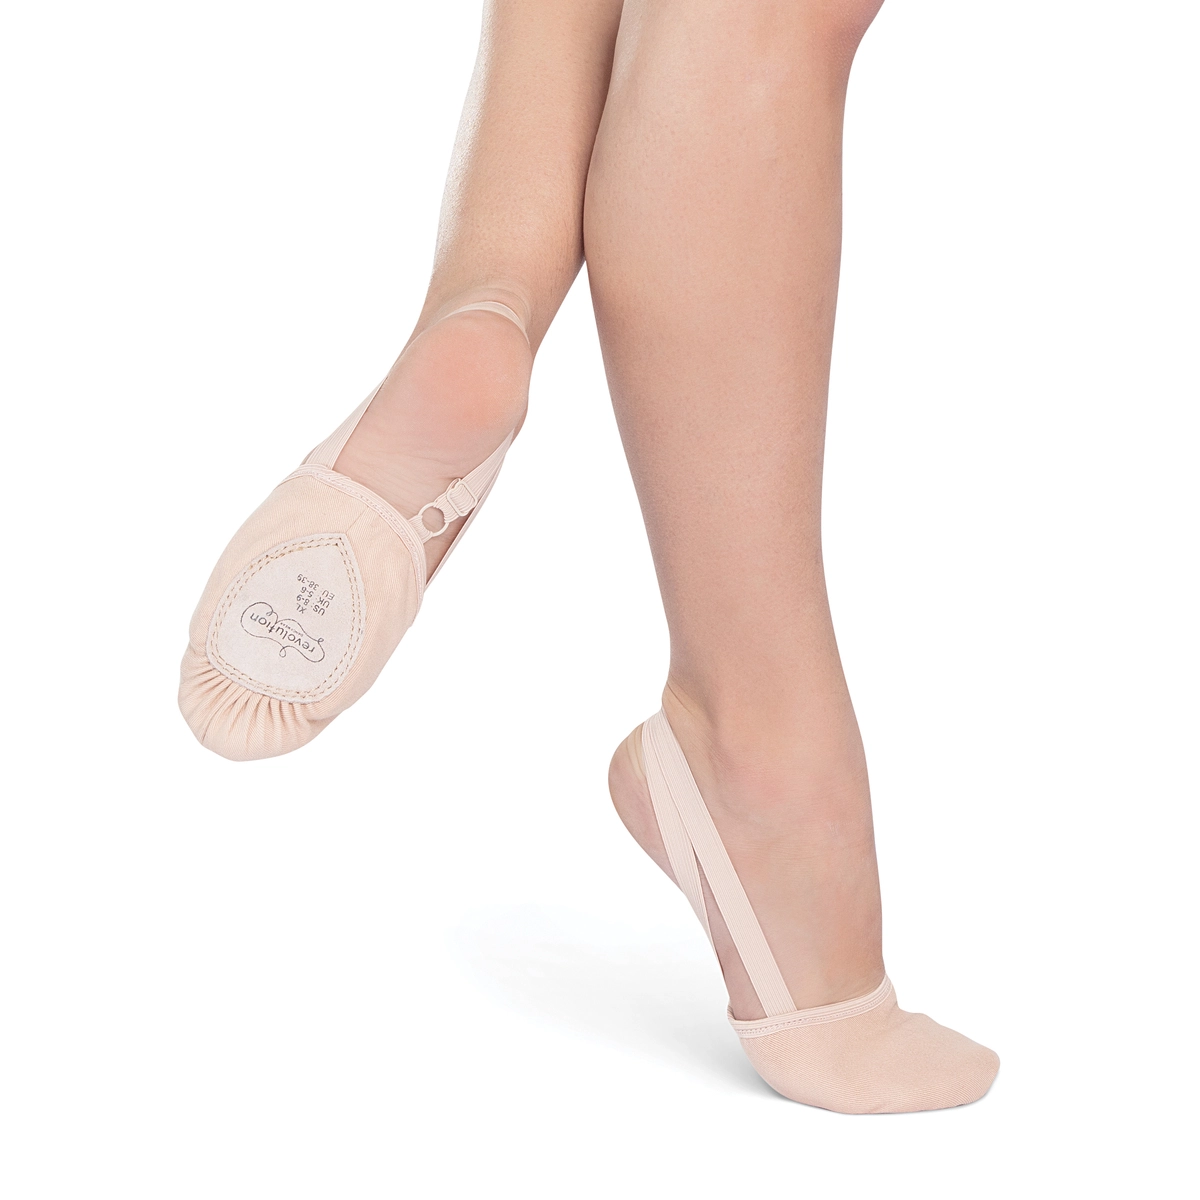 revolution
XL
US: 8-9
UK: 5-6
EU: 38-39